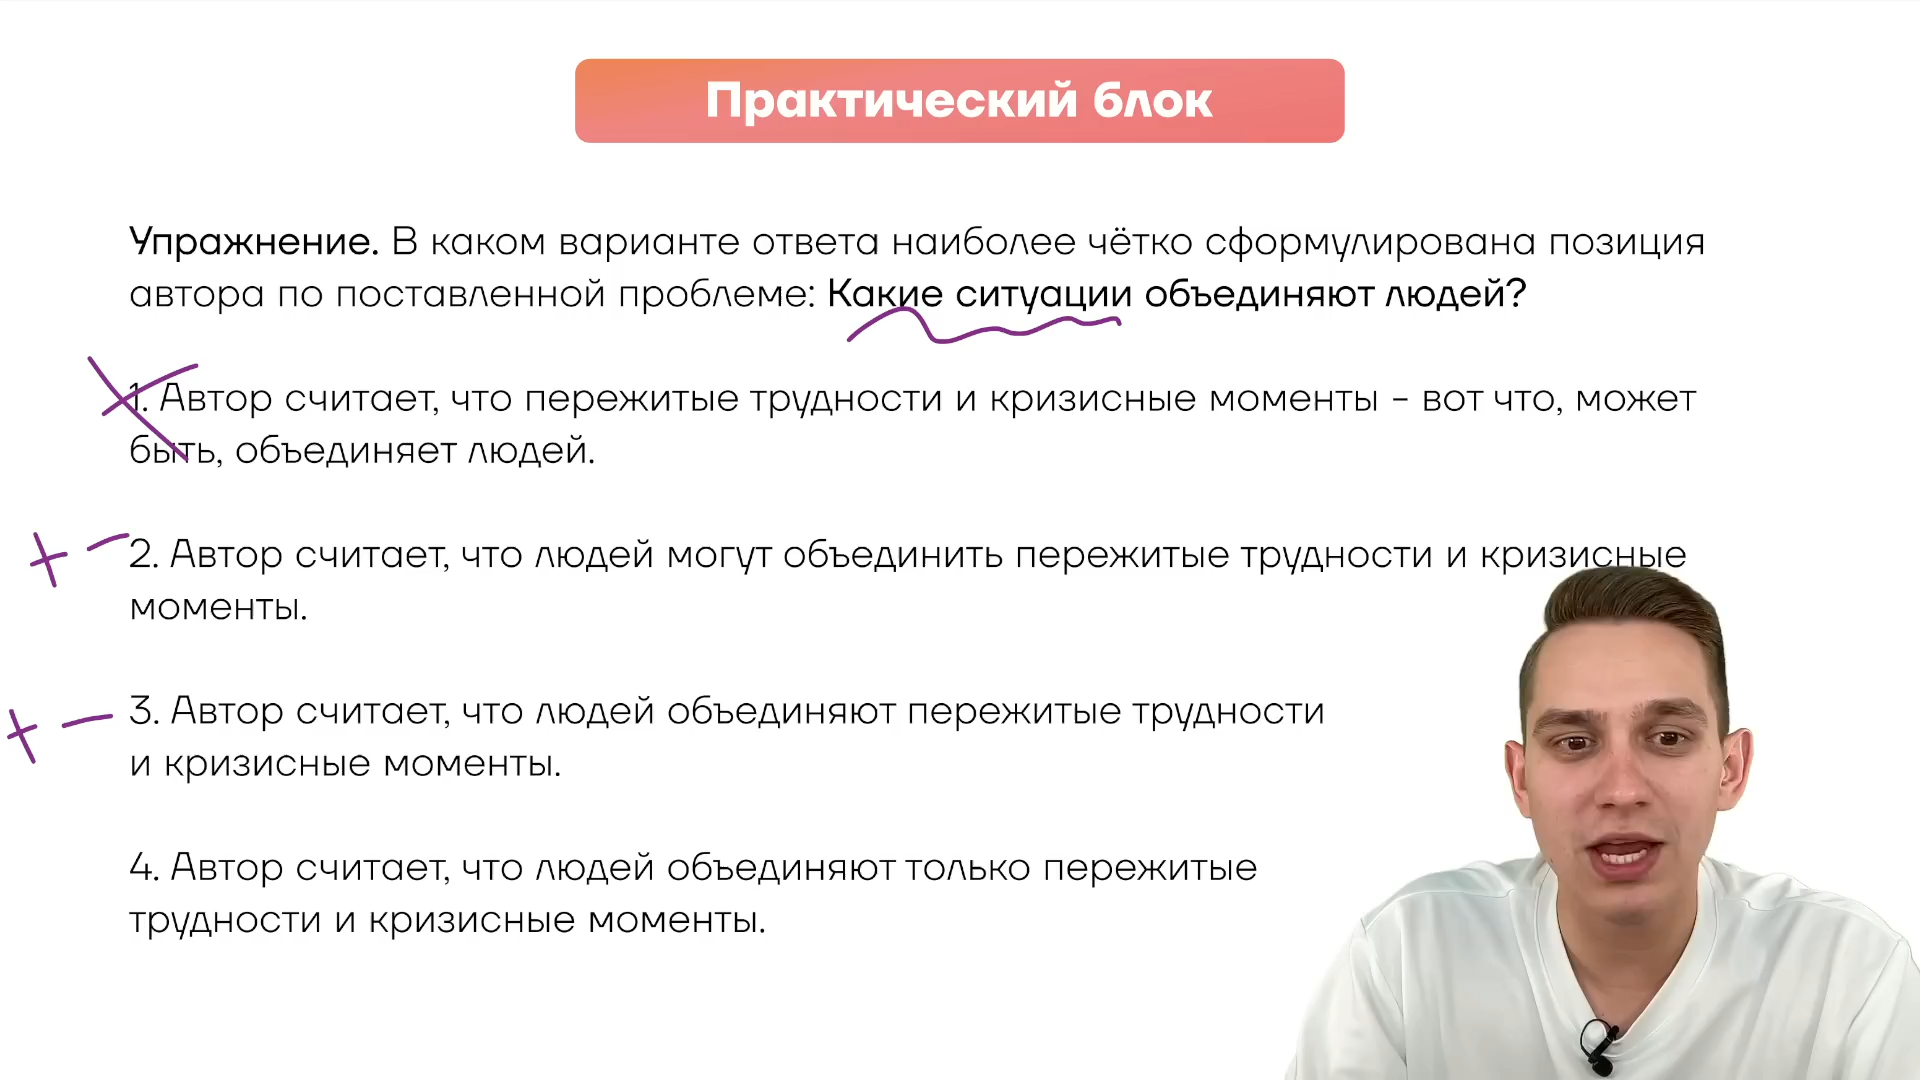 Практический блок
Упражнение. В каком варианте ответа наиболее чётко сформулирована позиция
автора по поставленной проблеме: Какие ситуации объединяют людей?
1. Автор считает, что пережитые трудности и кризисные моменты - вот что, может
быть, объединяет людей.
+ - 2. Автор считает, что людей могут объединить пережитые трудности и кризисные
моменты.
+ - 3. Автор считает, что людей объединяют пережитые трудности
и кризисные моменты.
4. Автор считает, что людей объединяют только пережитые
трудности и кризисные моменты.